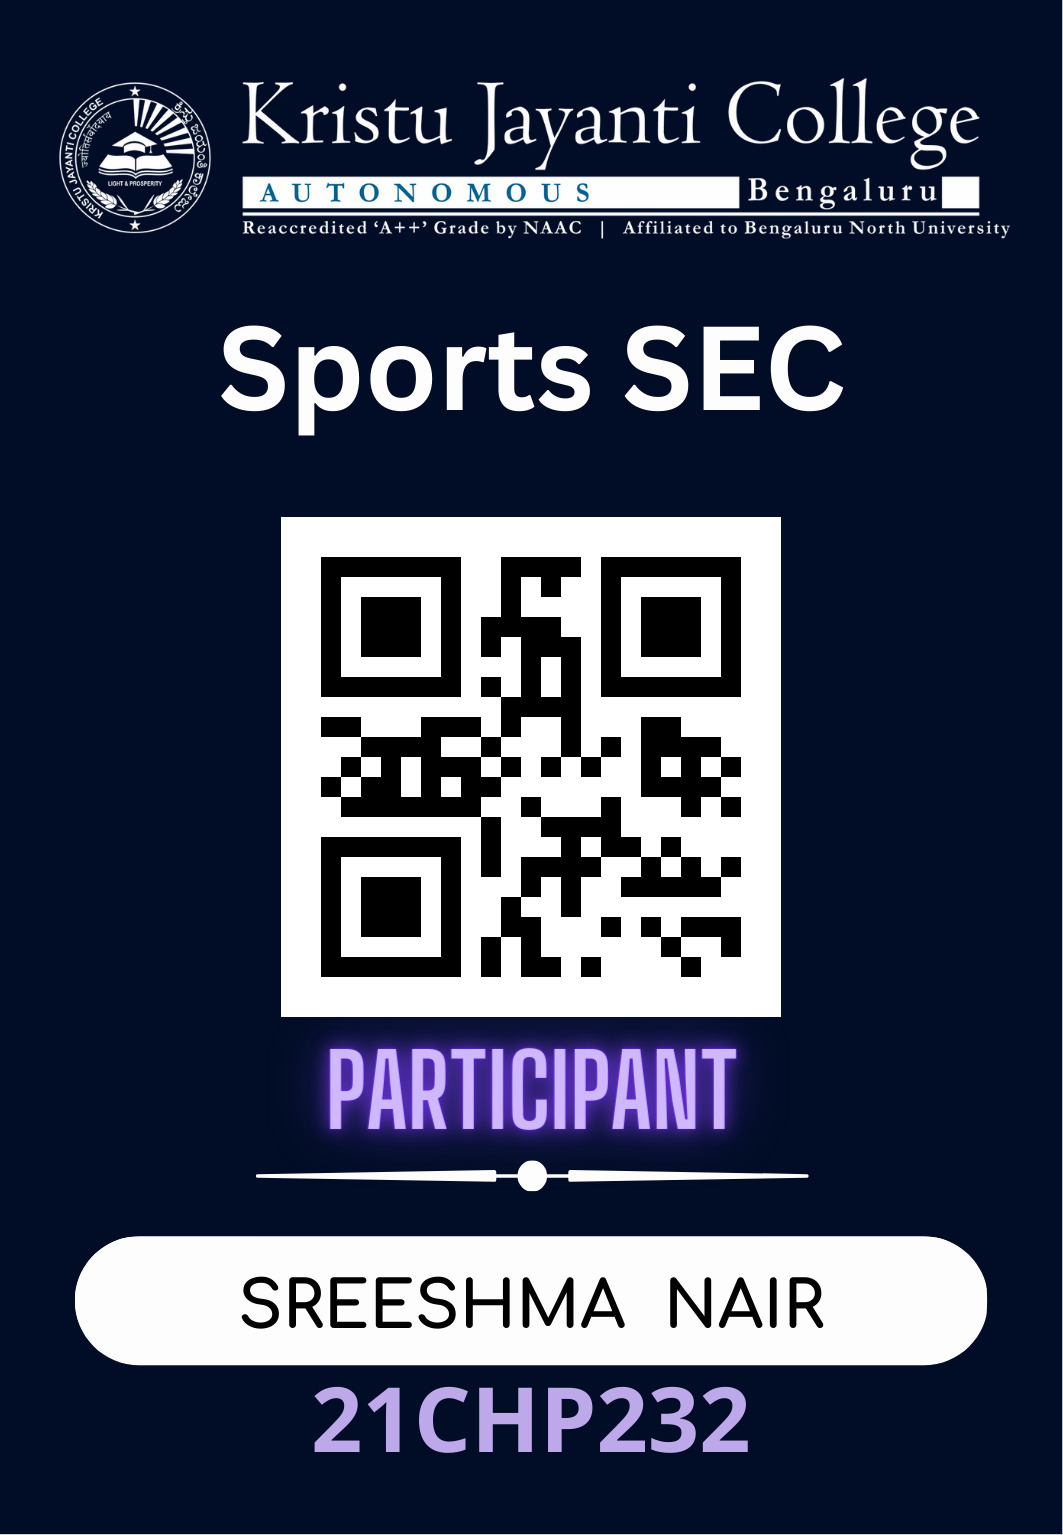 Kristu Jayanti College
AUTONOMOUS Bengaluru
Reaccredited ‘A++’ Grade by NAAC | Affiliated to Bengaluru North University
KRISTU JAYANTI COLLEGE
ಕ್ರಿಸ್ತು ಜಯಂತಿ ಕಾಲೇಜು
LIGHT & PROSPERITY
Sports SEC
PARTICIPANT
SREESHMA NAIR
21CHP232